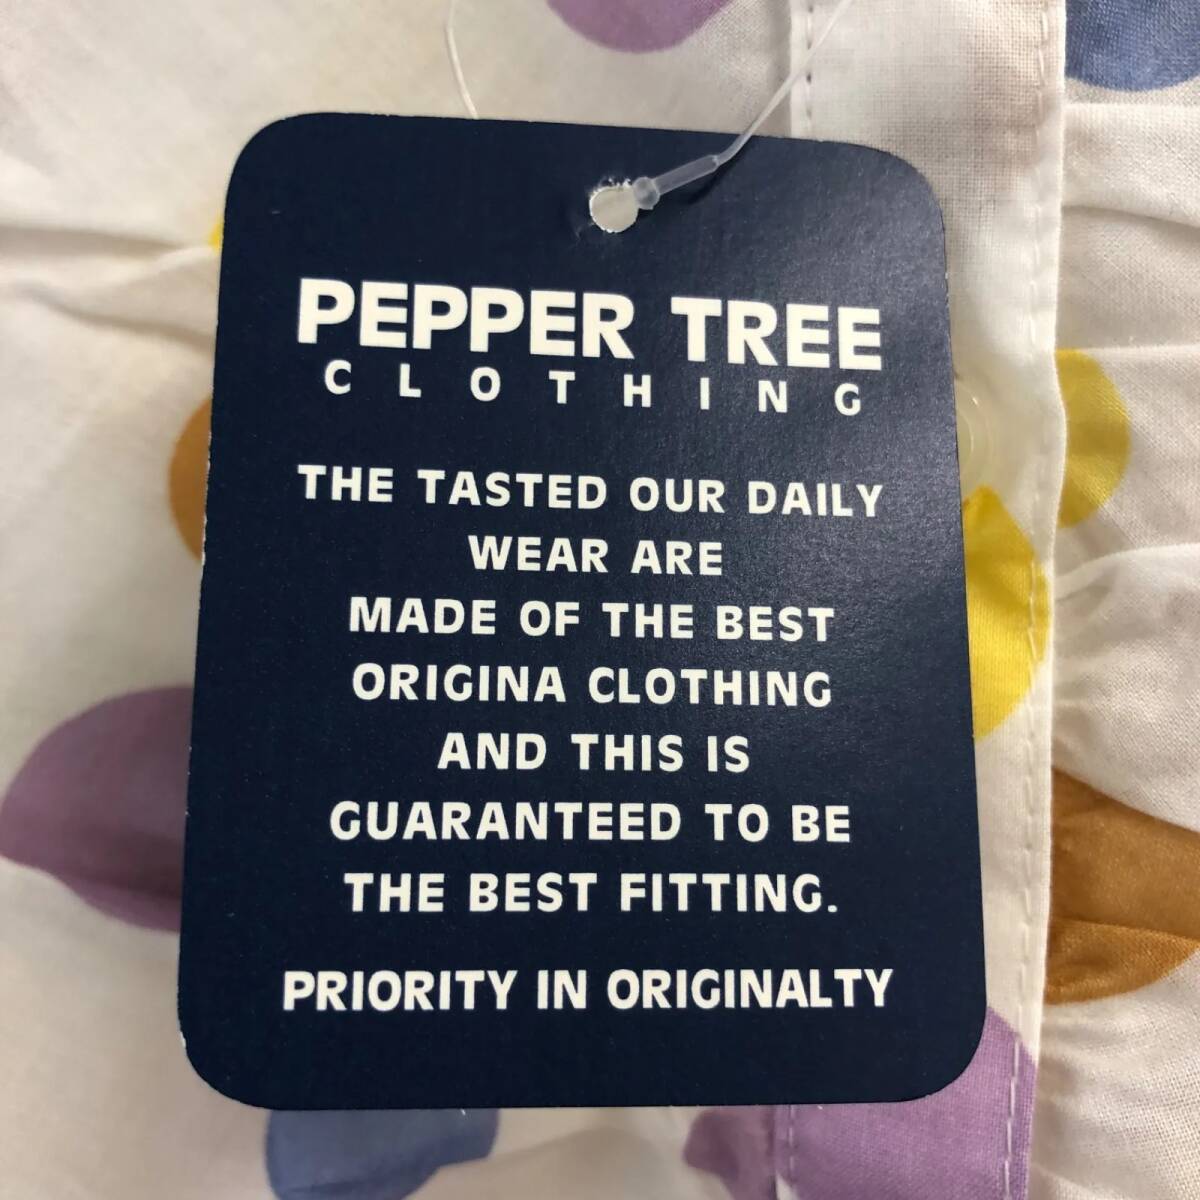 PEPPER TREE
CLOTHING
THE TASTED OUR DAILY
WEAR ARE
MADE OF THE BEST
ORIGINA CLOTHING
AND THIS IS
GUARANTEED TO BE
THE BEST FITTING.
PRIORITY IN ORIGINALTY